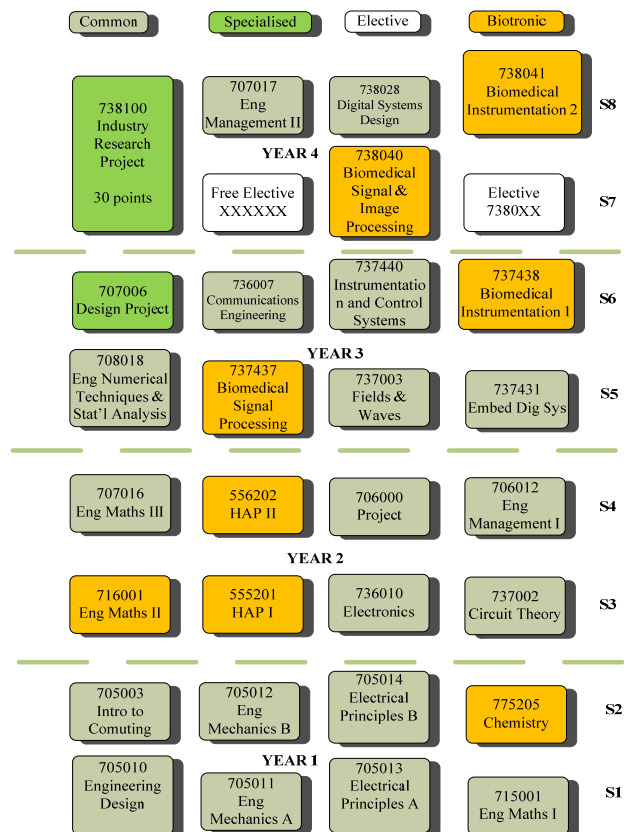 Common
Specialised
Elective
Biotronic
738100
Industry
Research
Project
30 points
707017
Eng
Management II
738028
Digital Systems
Design
738041
Biomedical
Instrumentation 2
S8
YEAR 4
Free Elective
XXXXXX
738040
Biomedical
Signal &
Image
Processing
Elective
7380XX
S7
707006
Design Project
736007
Communications
Engineering
737440
Instrumentatio
n and Control
Systems
737438
Biomedical
Instrumentation 1
S6
YEAR 3
708018
Eng Numerical
Techniques &
Stat'l Analysis
737437
Biomedical
Signal
Processing
737003
Fields &
Waves
737431
Embed Dig Sys
S5
707016
Eng Maths III
556202
HAP II
706000
Project
706012
Eng
Management I
S4
YEAR 2
716001
Eng Maths II
555201
HAP I
736010
Electronics
737002
Circuit Theory
S3
705003
Intro to
Comuting
705012
Eng
Mechanics B
705014
Electrical
Principles B
775205
Chemistry
S2
YEAR 1
705010
Engineering
Design
705011
Eng
Mechanics A
705013
Electrical
Principles A
715001
Eng Maths I
S1